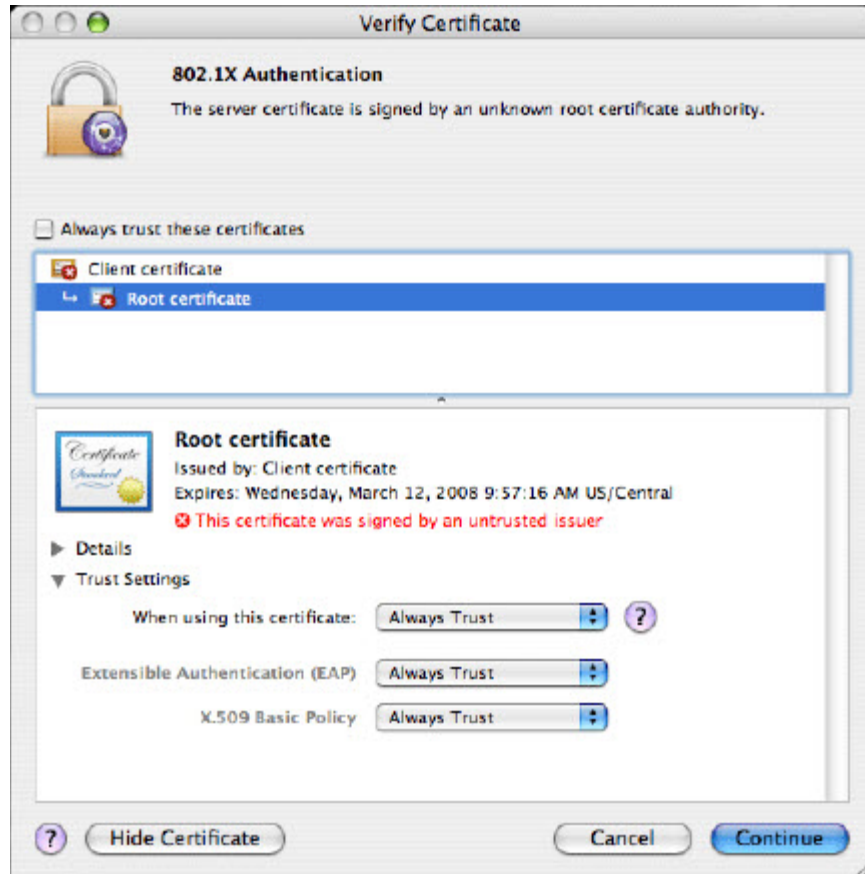 Verify Certificate
802.1X Authentication
The server certificate is signed by an unknown root certificate authority.
Always trust these certificates
Client certificate
Root certificate
Certificate
Standard
Root certificate
Issued by: Client certificate
Expires: Wednesday, March 12, 2008 9:57:16 AM US/Central
This certificate was signed by an untrusted issuer
Details
Trust Settings
When using this certificate: Always Trust ?
Extensible Authentication (EAP) Always Trust
X.509 Basic Policy Always Trust
? Hide Certificate Cancel Continue